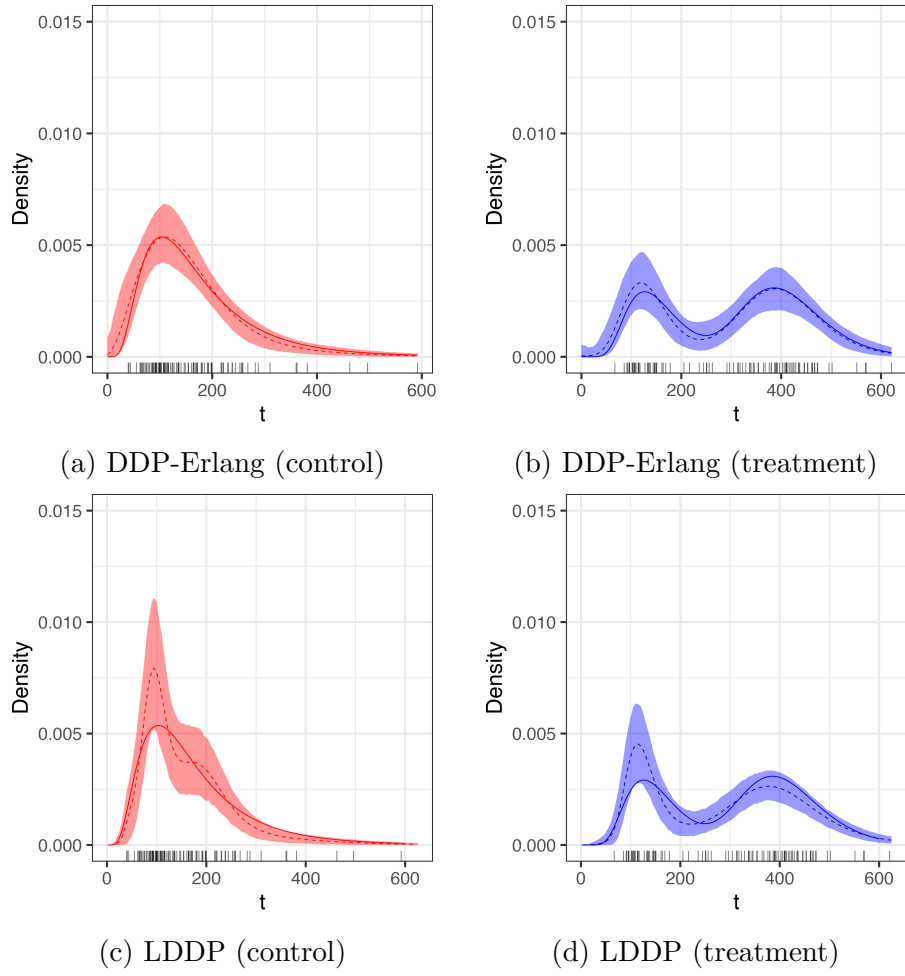 0.015
0.010
0.005
0.000
Density
0 200 400 600
t
(a) DDP-Erlang (control)
0.015
0.010
0.005
0.000
Density
0 200 400 600
t
(b) DDP-Erlang (treatment)
0.015
0.010
0.005
0.000
Density
0 200 400 600
t
(c) LDDP (control)
0.015
0.010
0.005
0.000
Density
0 200 400 600
t
(d) LDDP (treatment)